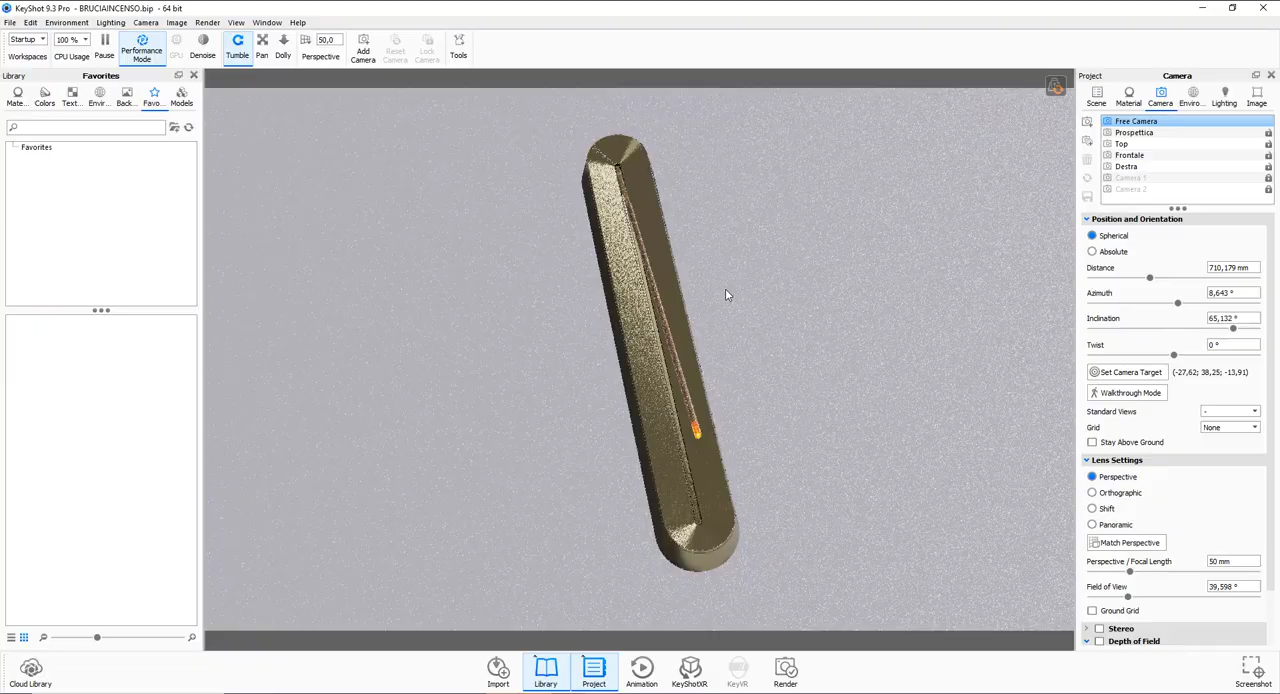 KeyShot 9.3 Pro - BRUCIAINCENSO.bip - 64 bit
File Edit Environment Lighting Camera Image Render View Window Help
Startup 100 % 50,0
Workspaces CPU Usage Pause Performance Mode GPU Denoise Tumble Pan Dolly Perspective Add Camera Reset Camera Lock Camera Tools
Library Favorites
Mate... Colors Text... Envir... Back... Favo... Models
Favorites
Project Camera
Scene Material Camera Enviro... Lighting Image
Free Camera
Prospettica
Top
Frontale
Destra
Camera 1
Camera 2
Position and Orientation
Spherical
Absolute
Distance 710,179 mm
Azimuth 8,643 °
Inclination 65,132 °
Twist 0 °
Set Camera Target (-27,62; 38,25; -13,91)
Walkthrough Mode
Standard Views -
Grid None
Stay Above Ground
Lens Settings
Perspective
Orthographic
Shift
Panoramic
Match Perspective
Perspective / Focal Length 50 mm
Field of View 39,598 °
Ground Grid
Stereo
Depth of Field
Cloud Library Import Library Project Animation KeyShotXR KeyVR Render Screenshot